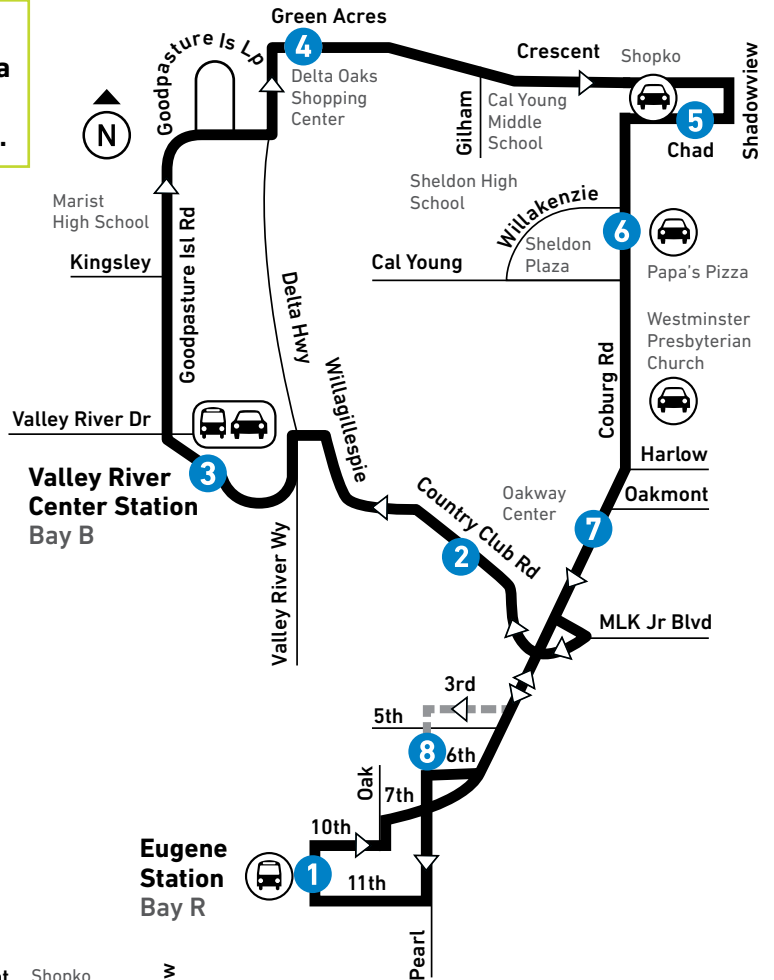 a
.
Green Acres
4
Goodpasture Is Lp
Delta Oaks
Shopping
Center
Crescent
Shopko
Shadowview
N
Gilham
Cal Young
Middle
School
5
Chad
Marist
High School
Sheldon High
School
Willakenzie
6
Sheldon
Plaza
Kingsley
Goodpasture Isl Rd
Cal Young
Papa's Pizza
Delta Hwy
Westminster
Presbyterian
Church
Willagillespie
Coburg Rd
Valley River Dr
3
Valley River
Center Station
Bay B
Harlow
Oakmont
Oakway
Center
7
Country Club Rd
2
Valley River Wy
MLK Jr Blvd
3rd
5th
8
6th
Oak
7th
10th
Eugene
Station
Bay R
1
11th
Pearl
Shopko